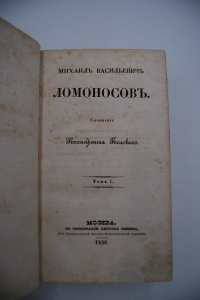 МИХАИЛЪ ВАСИЛЬЕВИЧЪ
ЛОМОНОСОВЪ.
Сочиненіе
Ксенофонта Полеваго.
Томъ I.
МОСКВА.
ВЪ ТИПОГРАФІИ АВГУСТА СЕМЕНА,
1836.